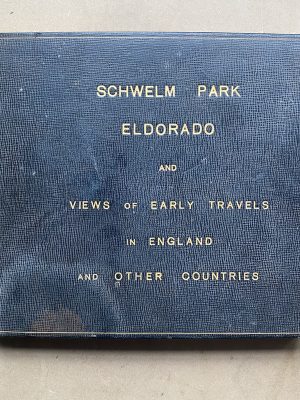 SCHWELM PARK
ELDORADO
AND
VIEWS OF EARLY TRAVELS
IN ENGLAND
AND OTHER COUNTRIES